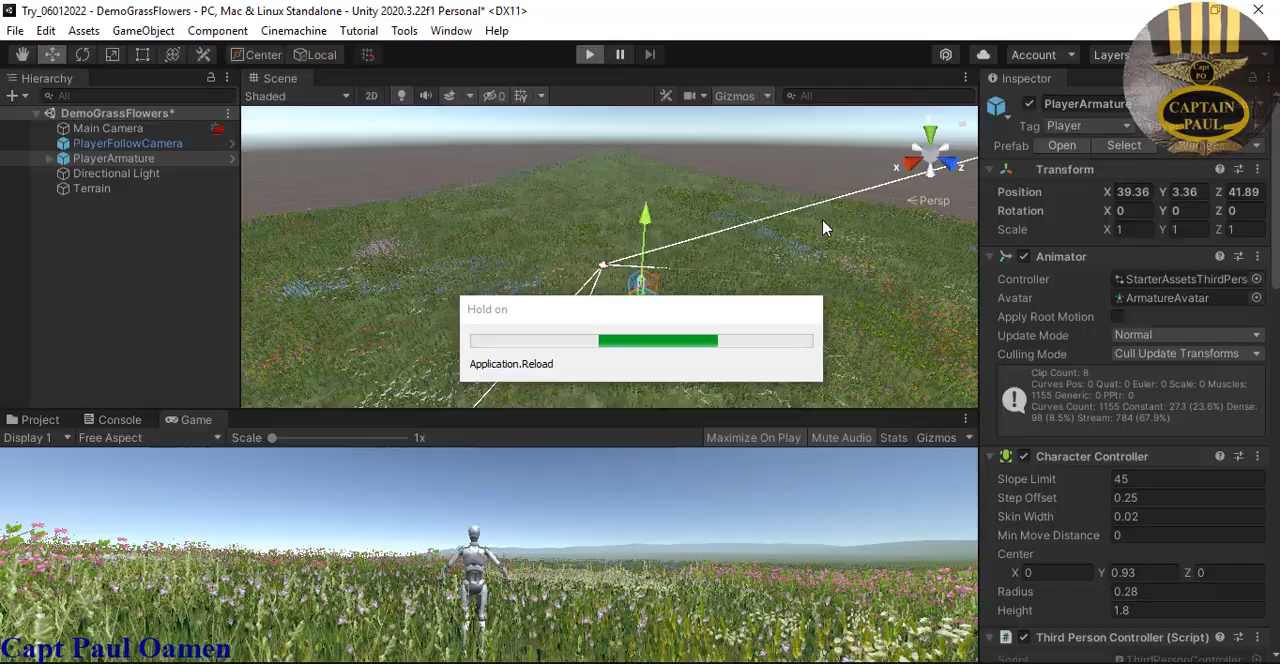 Try_06012022 - DemoGrassFlowers - PC, Mac & Linux Standalone - Unity 2020.3.22f1 Personal* <DX11>
File Edit Assets GameObject Component Cinemachine Tutorial Tools Window Help
Center Local Account Layers
Hierarchy Scene Inspector
All Shaded 2D 0 Gizmos All PlayerArmature
DemoGrassFlowers*
Main Camera
PlayerFollowCamera
PlayerArmature
Directional Light
Terrain
x z
Persp
Capt
PO
CAPTAIN
PAUL
Tag Player
Prefab Open Select
Transform
Position X 39.36 Y 3.36 Z 41.89
Rotation X 0 Y 0 Z 0
Scale X 1 Y 1 Z 1
Animator
Controller StarterAssetsThirdPers
Avatar ArmatureAvatar
Apply Root Motion
Update Mode Normal
Culling Mode Cull Update Transforms
Clip Count: 8
Curves Pos: 0 Quat: 0 Euler: 0 Scale: 0 Muscles:
1155 Generic: 0 PPtr: 0
Curves Count: 1155 Constant: 273 (23.6%) Dense:
98 (8.5%) Stream: 784 (67.9%)
Hold on
Application.Reload
Project Console Game
Display 1 Free Aspect Scale 1x Maximize On Play Mute Audio Stats Gizmos
Character Controller
Slope Limit 45
Step Offset 0.25
Skin Width 0.02
Min Move Distance 0
Center
X 0 Y 0.93 Z 0
Radius 0.28
Height 1.8
Third Person Controller (Script)
Script ThirdPersonController
Capt Paul Oamen